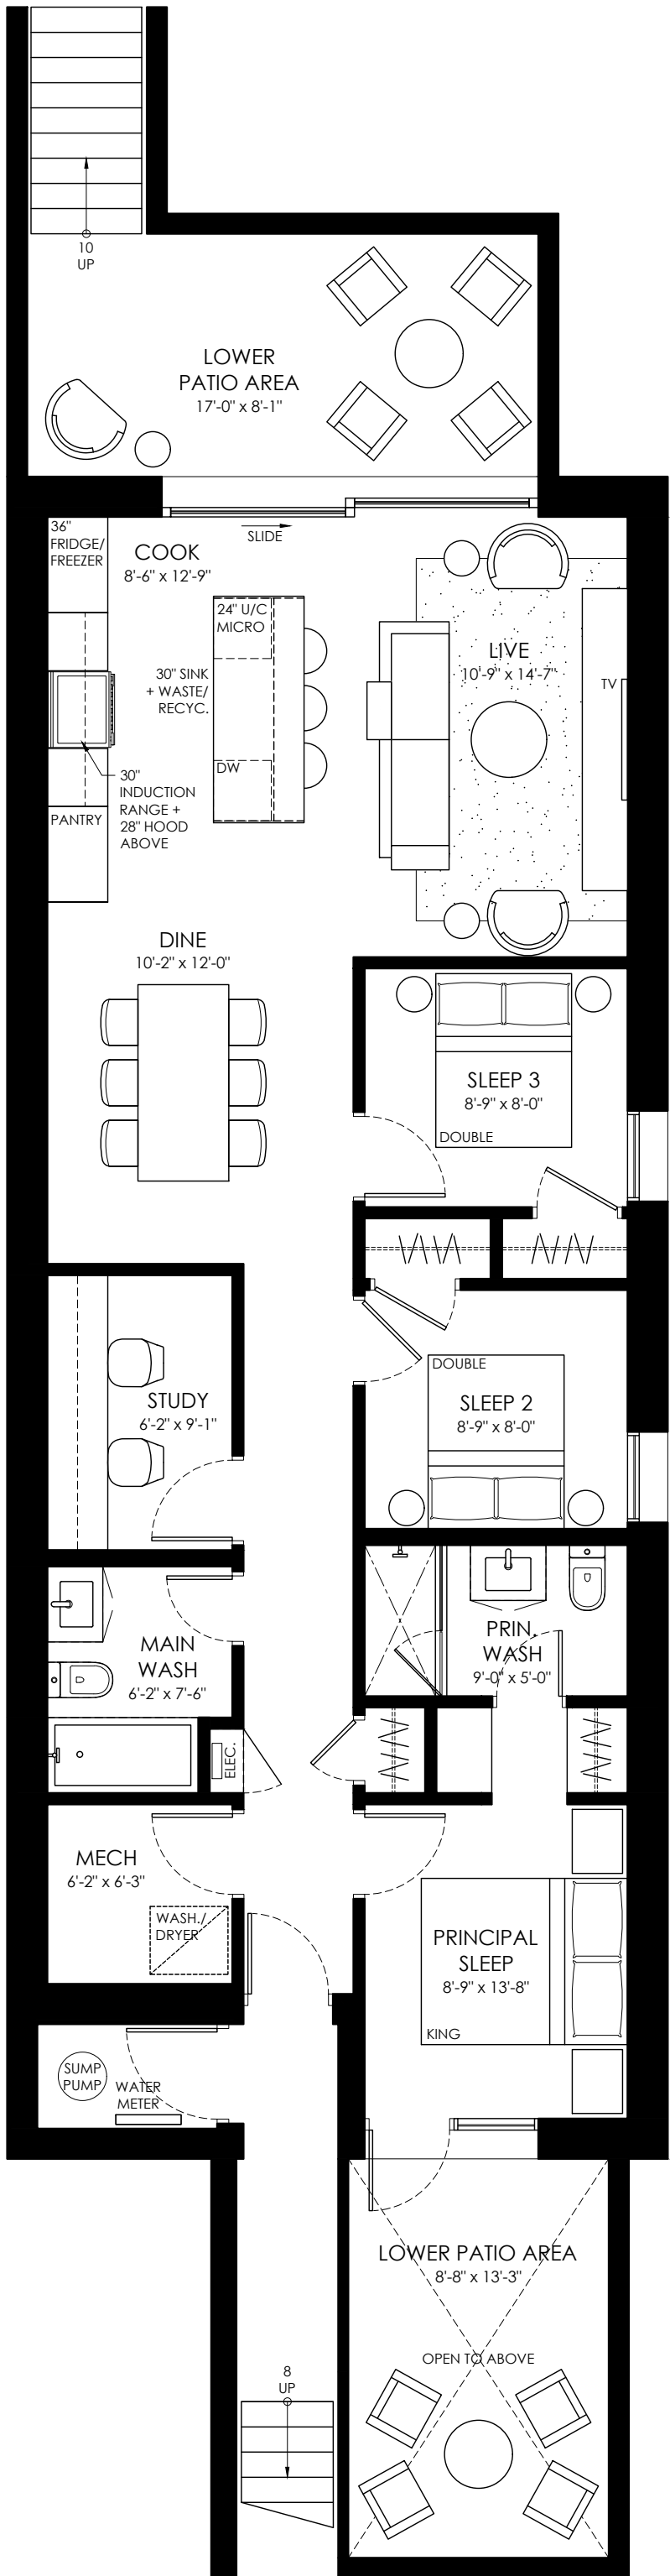 10
UP
LOWER
PATIO AREA
17'-0" x 8'-1"
36"
FRIDGE/
FREEZER
COOK
8'-6" x 12'-9"
SLIDE
24" U/C
MICRO
30" SINK
+ WASTE/
RECYC.
DW
30"
INDUCTION
RANGE +
28" HOOD
ABOVE
PANTRY
LIVE
10'-9" x 14'-7"
TV
DINE
10'-2" x 12'-0"
SLEEP 3
8'-9" x 8'-0"
DOUBLE
DOUBLE
SLEEP 2
8'-9" x 8'-0"
STUDY
6'-2" x 9'-1"
MAIN
WASH
6'-2" x 7'-6"
PRIN.
WASH
9'-0" x 5'-0"
ELEC.
MECH
6'-2" x 6'-3"
WASH./
DRYER
PRINCIPAL
SLEEP
8'-9" x 13'-8"
KING
SUMP
PUMP
WATER
METER
LOWER PATIO AREA
8'-8" x 13'-3"
OPEN TO ABOVE
8
UP